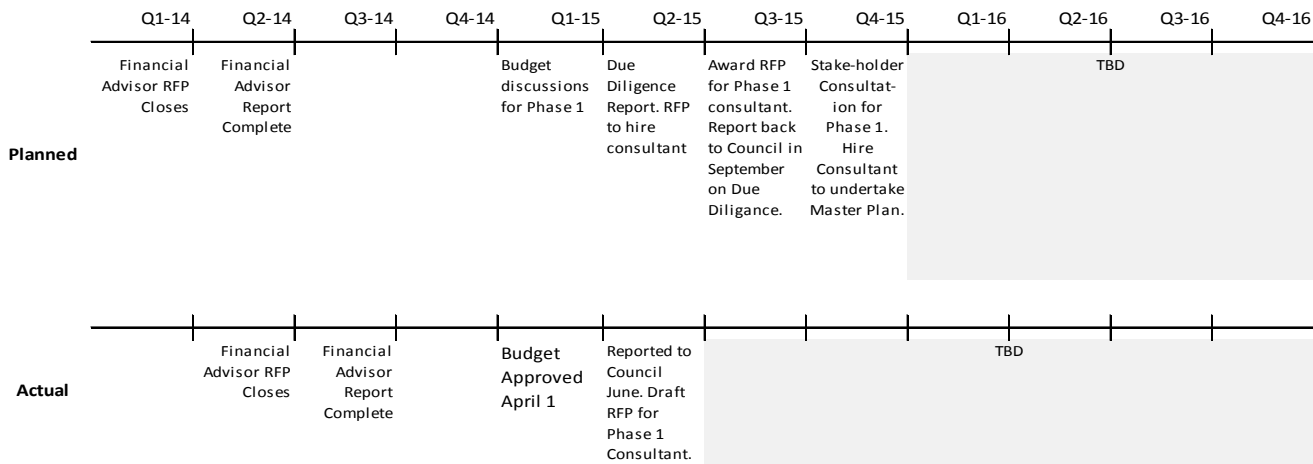 Q1-14 Q2-14 Q3-14 Q4-14 Q1-15 Q2-15 Q3-15 Q4-15 Q1-16 Q2-16 Q3-16 Q4-16
Planned
Financial
Advisor RFP
Closes
Financial
Advisor
Report
Complete
Budget
discussions
for Phase 1
Due
Diligence
Report. RFP
to hire
consultant
Award RFP
for Phase 1
consultant.
Report back
to Council in
September
on Due
Diligance.
Stake-holder
Consultat-
ion for
Phase 1.
Hire
Consultant
to undertake
Master Plan.
TBD
Actual
Financial
Advisor RFP
Closes
Financial
Advisor
Report
Complete
Budget
Approved
April 1
Reported to
Council
June. Draft
RFP for
Phase 1
Consultant.
TBD